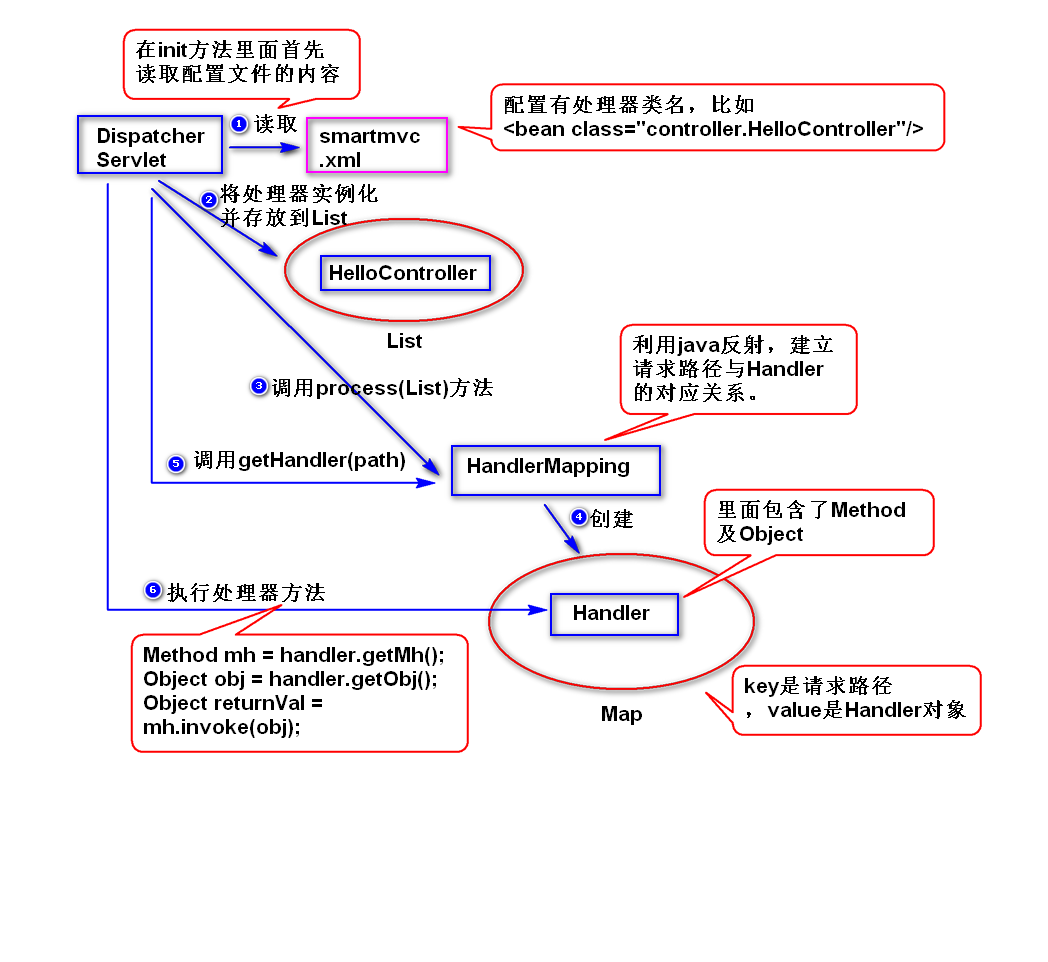 在init方法里面首先
读取配置文件的内容
配置有处理器类名，比如
<bean class="controller.HelloController"/>
Dispatcher
Servlet
1 读取
smartmvc
.xml
2 将处理器实例化
并存放到List
HelloController
List
利用java反射，建立
请求路径与Handler
的对应关系。
3 调用process(List)方法
5 调用getHandler(path)
HandlerMapping
4 创建
里面包含了Method
及Object
6 执行处理器方法
Handler
Method mh = handler.getMh();
Object obj = handler.getObj();
Object returnVal =
mh.invoke(obj);
Map
key是请求路径
，value是Handler对象